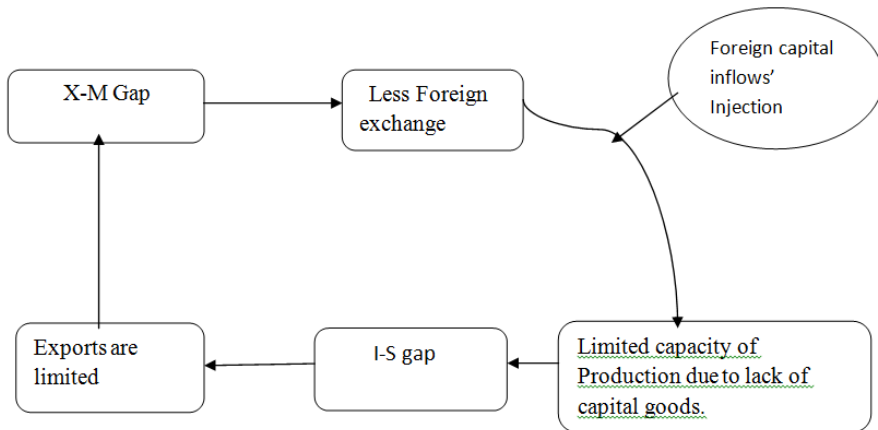 X-M Gap
Less Foreign
exchange
Foreign capital
inflows’
Injection
Exports are
limited
I-S gap
Limited capacity of
Production due to lack of
capital goods.